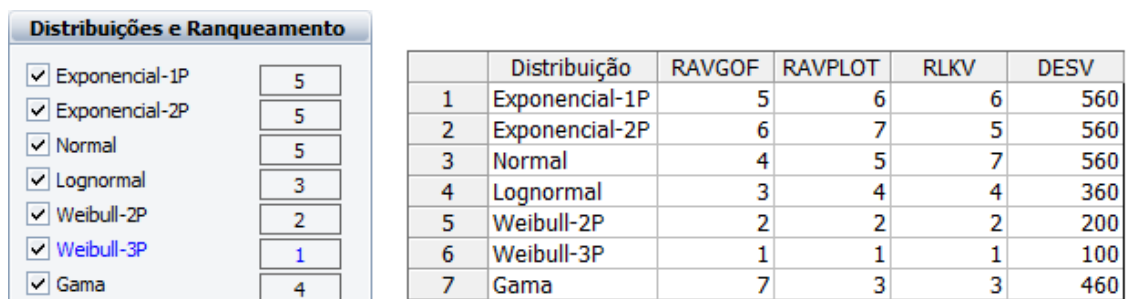 Distribuições e Ranqueamento
Exponencial-1P 5
Exponencial-2P 5
Normal 5
Lognormal 3
Weibull-2P 2
Weibull-3P 1
Gama 4
Distribuição RAVGOF RAVPLOT RLKV DESV
1 Exponencial-1P 5 6 6 560
2 Exponencial-2P 6 7 5 560
3 Normal 4 5 7 560
4 Lognormal 3 4 4 360
5 Weibull-2P 2 2 2 200
6 Weibull-3P 1 1 1 100
7 Gama 7 3 3 460